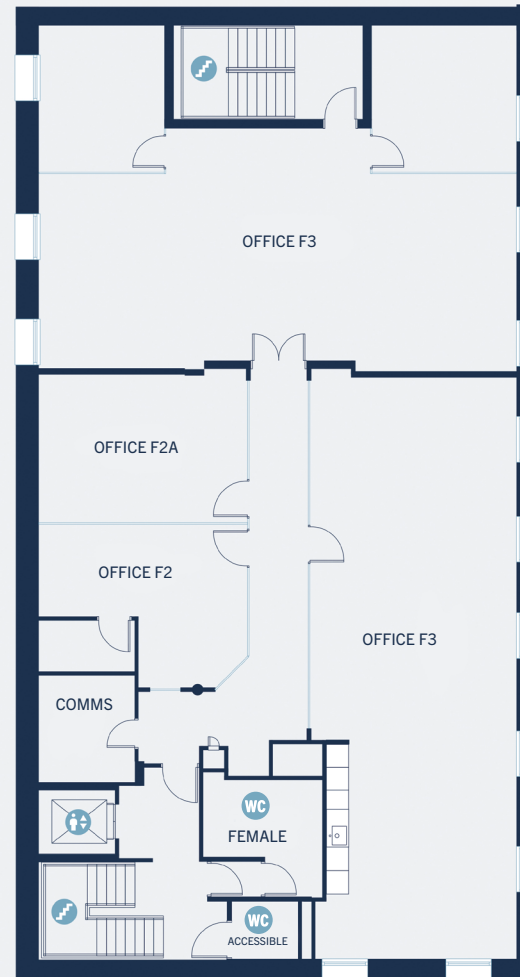 OFFICE F3
OFFICE F2A
OFFICE F2
OFFICE F3
COMMS
WC
FEMALE
WC
ACCESSIBLE